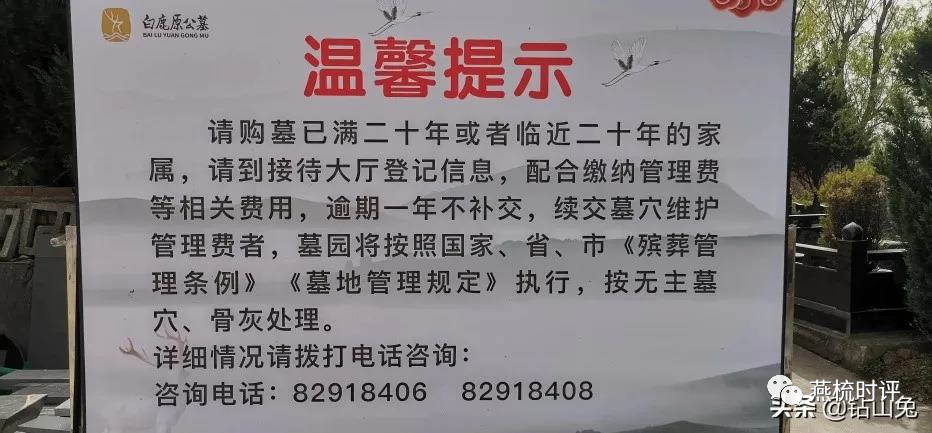 白鹿原公墓
BAI LU YUAN GONG MU
温馨提示
请购墓已满二十年或者临近二十年的家
属，请到接待大厅登记信息，配合缴纳管理费
等相关费用，逾期一年不补交，续交墓穴维护
管理费者，墓园将按照国家、省、市《殡葬管
理条例》《墓地管理规定》执行，按无主墓
穴、骨灰处理。
详细情况请拨打电话咨询：
咨询电话：82918406 82918408
燕梳时评
头条@钻山兔